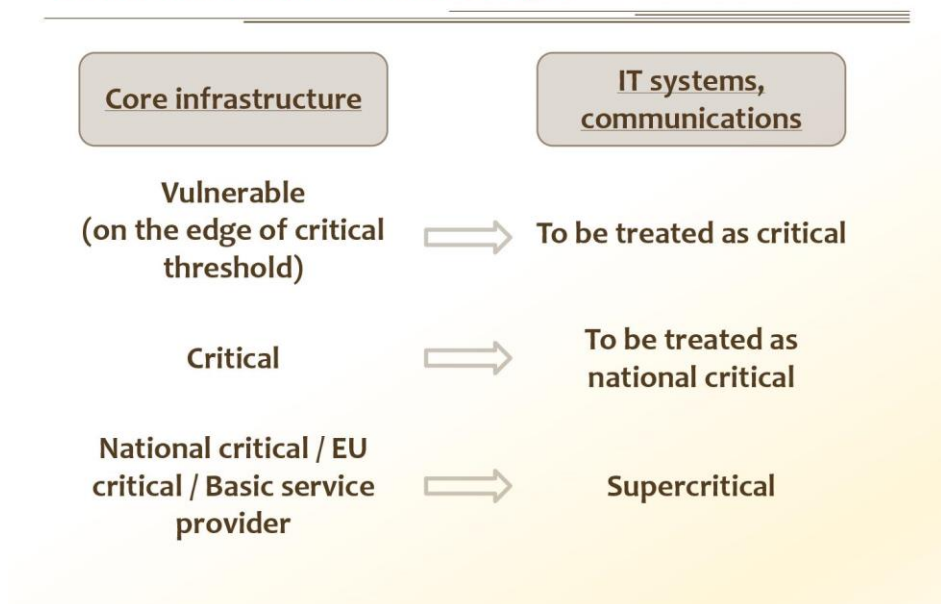 Core infrastructure
IT systems,
communications
Vulnerable
(on the edge of critical
threshold)
To be treated as critical
Critical
To be treated as
national critical
National critical / EU
critical / Basic service
provider
Supercritical